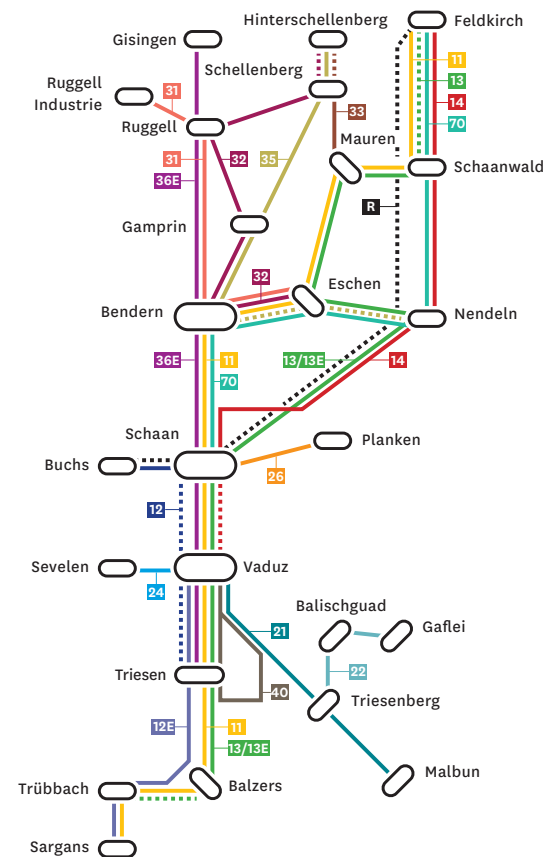 Hinterschellenberg
Feldkirch
Gisingen
11
Schellenberg
13
Ruggell
Industrie
31
14
33
70
Ruggell
Mauren
31
32
35
Schaanwald
36E
R
Gamprin
32
Eschen
Bendern
Nendeln
36E
11
13/13E
14
70
Schaan
Planken
Buchs
26
12
Sevelen
Vaduz
24
Balischguad
21
Gaflei
22
Triesen
40
Triesenberg
12E
11
13/13E
Malbun
Trübbach
Balzers
Sargans